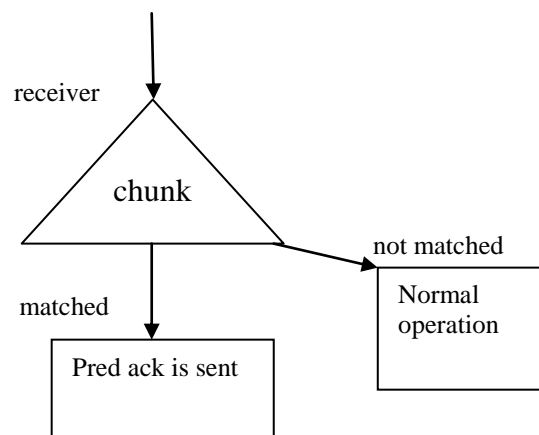 receiver
chunk
not matched
Normal
operation
matched
Pred ack is sent